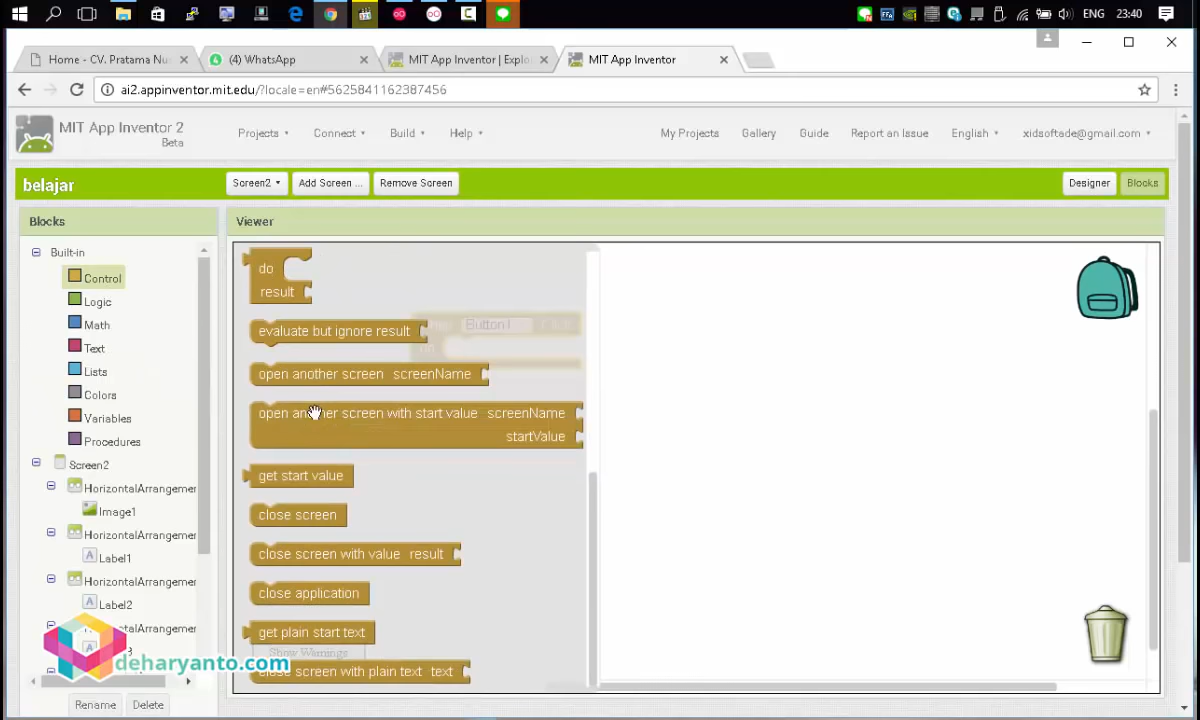 ENG 23:40
Home - CV. Pratama Nu
(4) WhatsApp
MIT App Inventor | Explo
MIT App Inventor
ai2.appinventor.mit.edu/?locale=en#5625841162387456
MIT App Inventor 2
Beta
Projects Connect Build Help My Projects Gallery Guide Report an Issue English xidsoftade@gmail.com
belajar Screen2 Add Screen ... Remove Screen Designer Blocks
Blocks
Viewer
Built-in
Control
Logic
Math
Text
Lists
Colors
Variables
Procedures
Screen2
HorizontalArrangemer
Image1
HorizontalArrangemer
Label1
HorizontalArrangemer
Label2
Rename Delete
do
result
evaluate but ignore result
Button1
open another screen screenName
open another screen with start value screenName
startValue
get start value
close screen
close screen with value result
close application
get plain start text
Show Warnings
close screen with plain text text
deharyanto.com